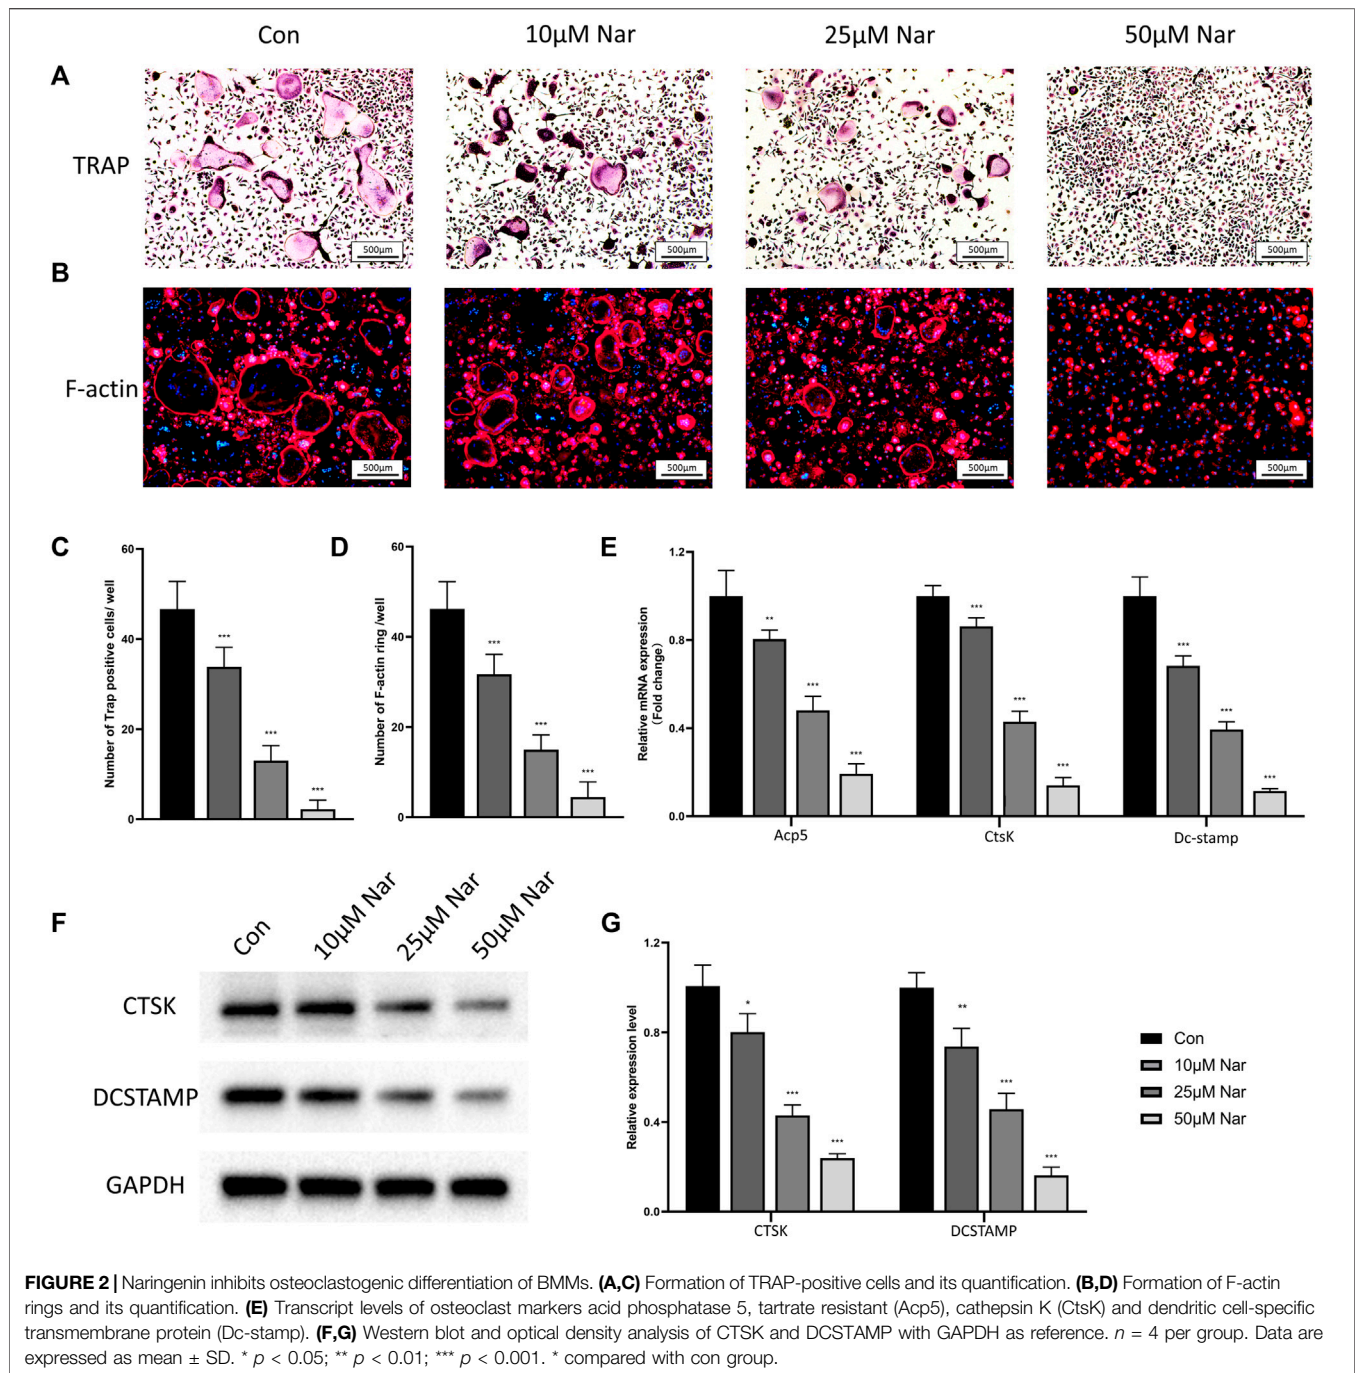 Con 10μM Nar 25μM Nar 50μM Nar
A
TRAP
500μm 500μm 500μm 500μm
B
F-actin
500μm 500μm 500μm 500μm
C
Number of Trap positive cells/ well
60
40
20
0
*** *** ***
D
Number of F-actin ring /well
60
40
20
0
*** *** ***
E
Relative mRNA expression
(Fold change)
1.2
0.8
0.4
0.0
** *** ***
*** *** ***
*** *** ***
Acp5 CtsK Dc-stamp
F
Con 10μM Nar 25μM Nar 50μM Nar
CTSK
DCSTAMP
GAPDH
G
Relative expression level
1.2
0.8
0.4
0.0
* *** ***
** *** ***
CTSK DCSTAMP
Con
10μM Nar
25μM Nar
50μM Nar
FIGURE 2 | Naringenin inhibits osteoclastogenic differentiation of BMMs. (A,C) Formation of TRAP-positive cells and its quantification. (B,D) Formation of F-actin
rings and its quantification. (E) Transcript levels of osteoclast markers acid phosphatase 5, tartrate resistant (Acp5), cathepsin K (CtsK) and dendritic cell-specific
transmembrane protein (Dc-stamp). (F,G) Western blot and optical density analysis of CTSK and DCSTAMP with GAPDH as reference. n = 4 per group. Data are
expressed as mean ± SD. * p < 0.05; ** p < 0.01; *** p < 0.001. * compared with con group.